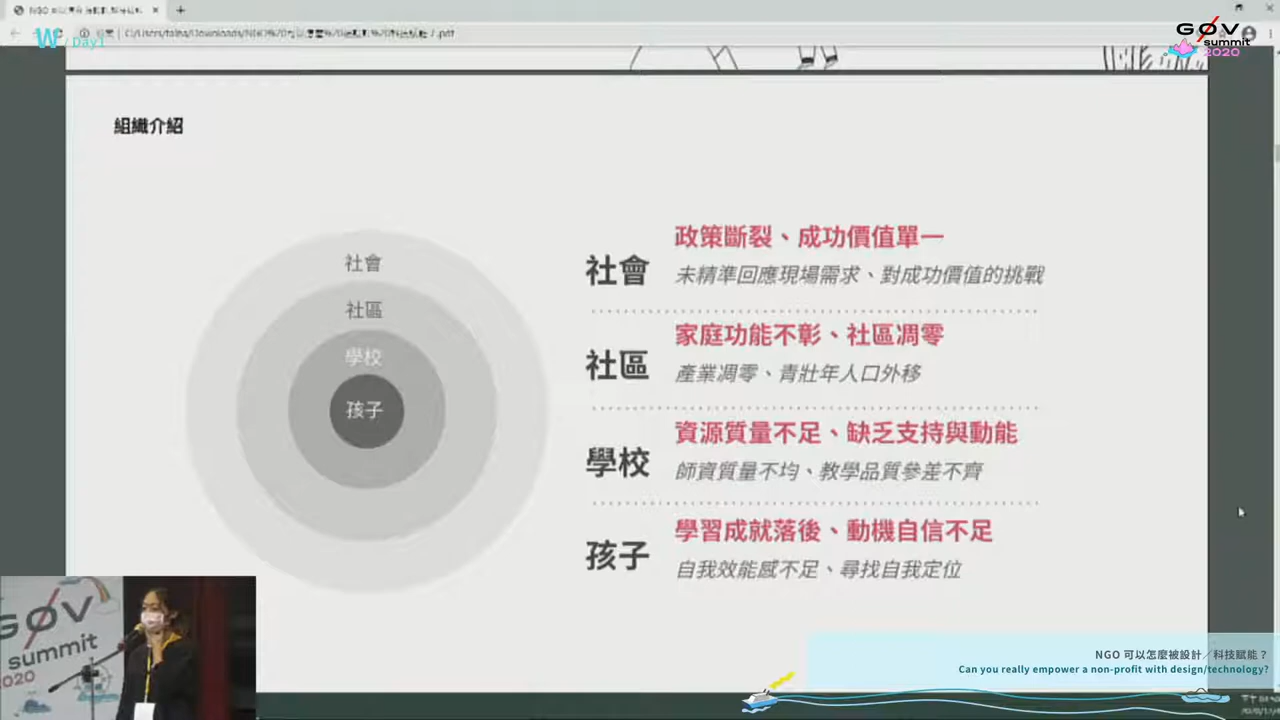 W / Day1
GØV
summit
2020
組織介紹
社會
社區
學校
孩子
社會
政策斷裂、成功價值單一
未精準回應現場需求、對成功價值的挑戰
社區
家庭功能不彰、社區凋零
產業凋零、青壯年人口外移
學校
資源質量不足、缺乏支持與動能
師資質量不均、教學品質參差不齊
孩子
學習成就落後、動機自信不足
自我效能感不足、尋找自我定位
GØV
summit
2020
NGO 可以怎麼被設計／科技賦能？
Can you really empower a non-profit with design/technology?